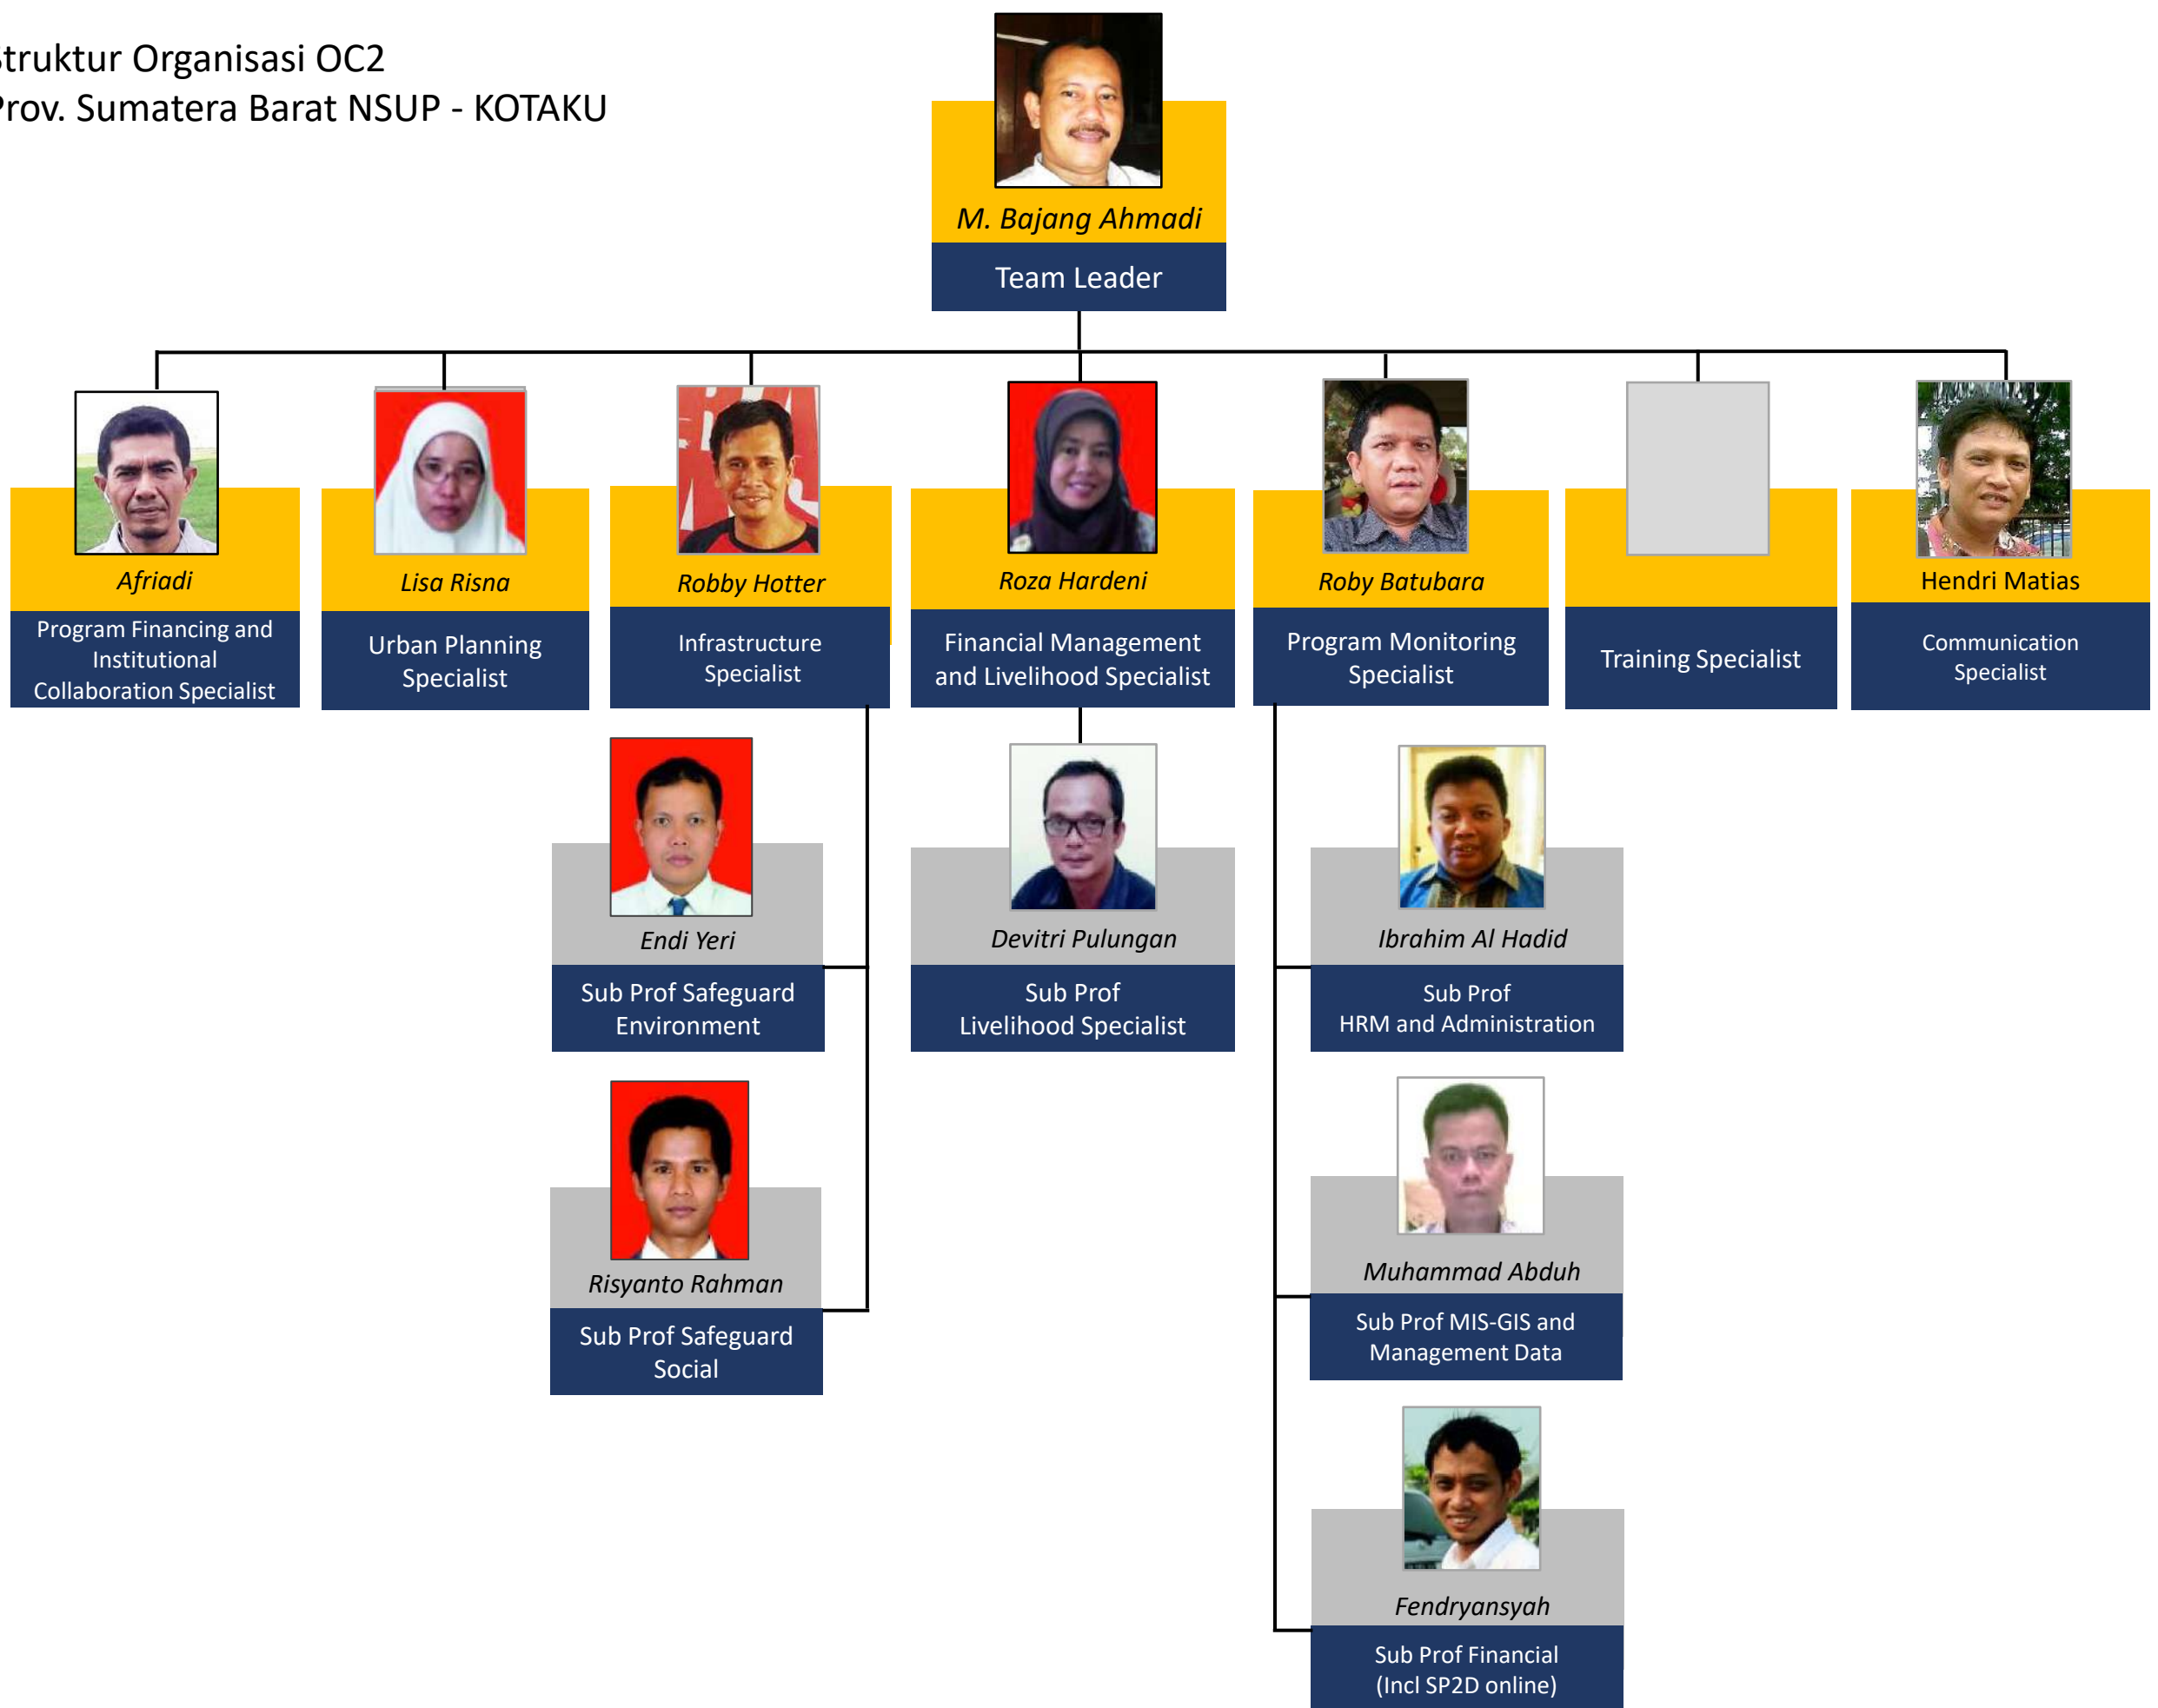 truktur Organisasi OC2
Prov. Sumatera Barat NSUP - KOTAKU
M. Bajang Ahmadi
Team Leader
Afriadi
Program Financing and
Institutional
Collaboration Specialist
Lisa Risna
Urban Planning
Specialist
Robby Hotter
Infrastructure
Specialist
Roza Hardeni
Financial Management
and Livelihood Specialist
Roby Batubara
Program Monitoring
Specialist
Training Specialist
Hendri Matias
Communication
Specialist
Endi Yeri
Sub Prof Safeguard
Environment
Risyanto Rahman
Sub Prof Safeguard
Social
Devitri Pulungan
Sub Prof
Livelihood Specialist
Ibrahim Al Hadid
Sub Prof
HRM and Administration
Muhammad Abduh
Sub Prof MIS-GIS and
Management Data
Fendryansyah
Sub Prof Financial
(Incl SP2D online)